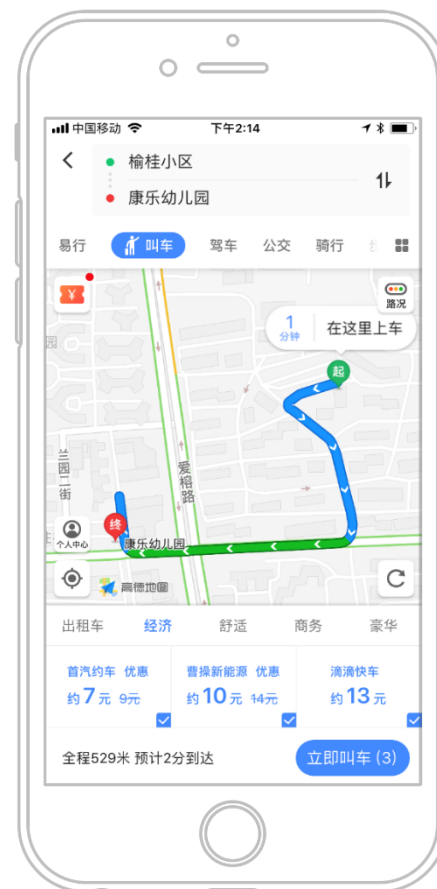 中国移动 下午2:14
榆桂小区
康乐幼儿园
易行 叫车 驾车 公交 骑行
¥
路况
1
分钟
在这里上车
起
兰园二街
爱榕路
终
康乐幼儿园
个人中心
高德地图
出租车 经济 舒适 商务 豪华
首汽约车 优惠 曹操新能源 优惠 滴滴快车
约7元 9元 约10元 14元 约13元
全程529米 预计2分到达 立即叫车 (3)